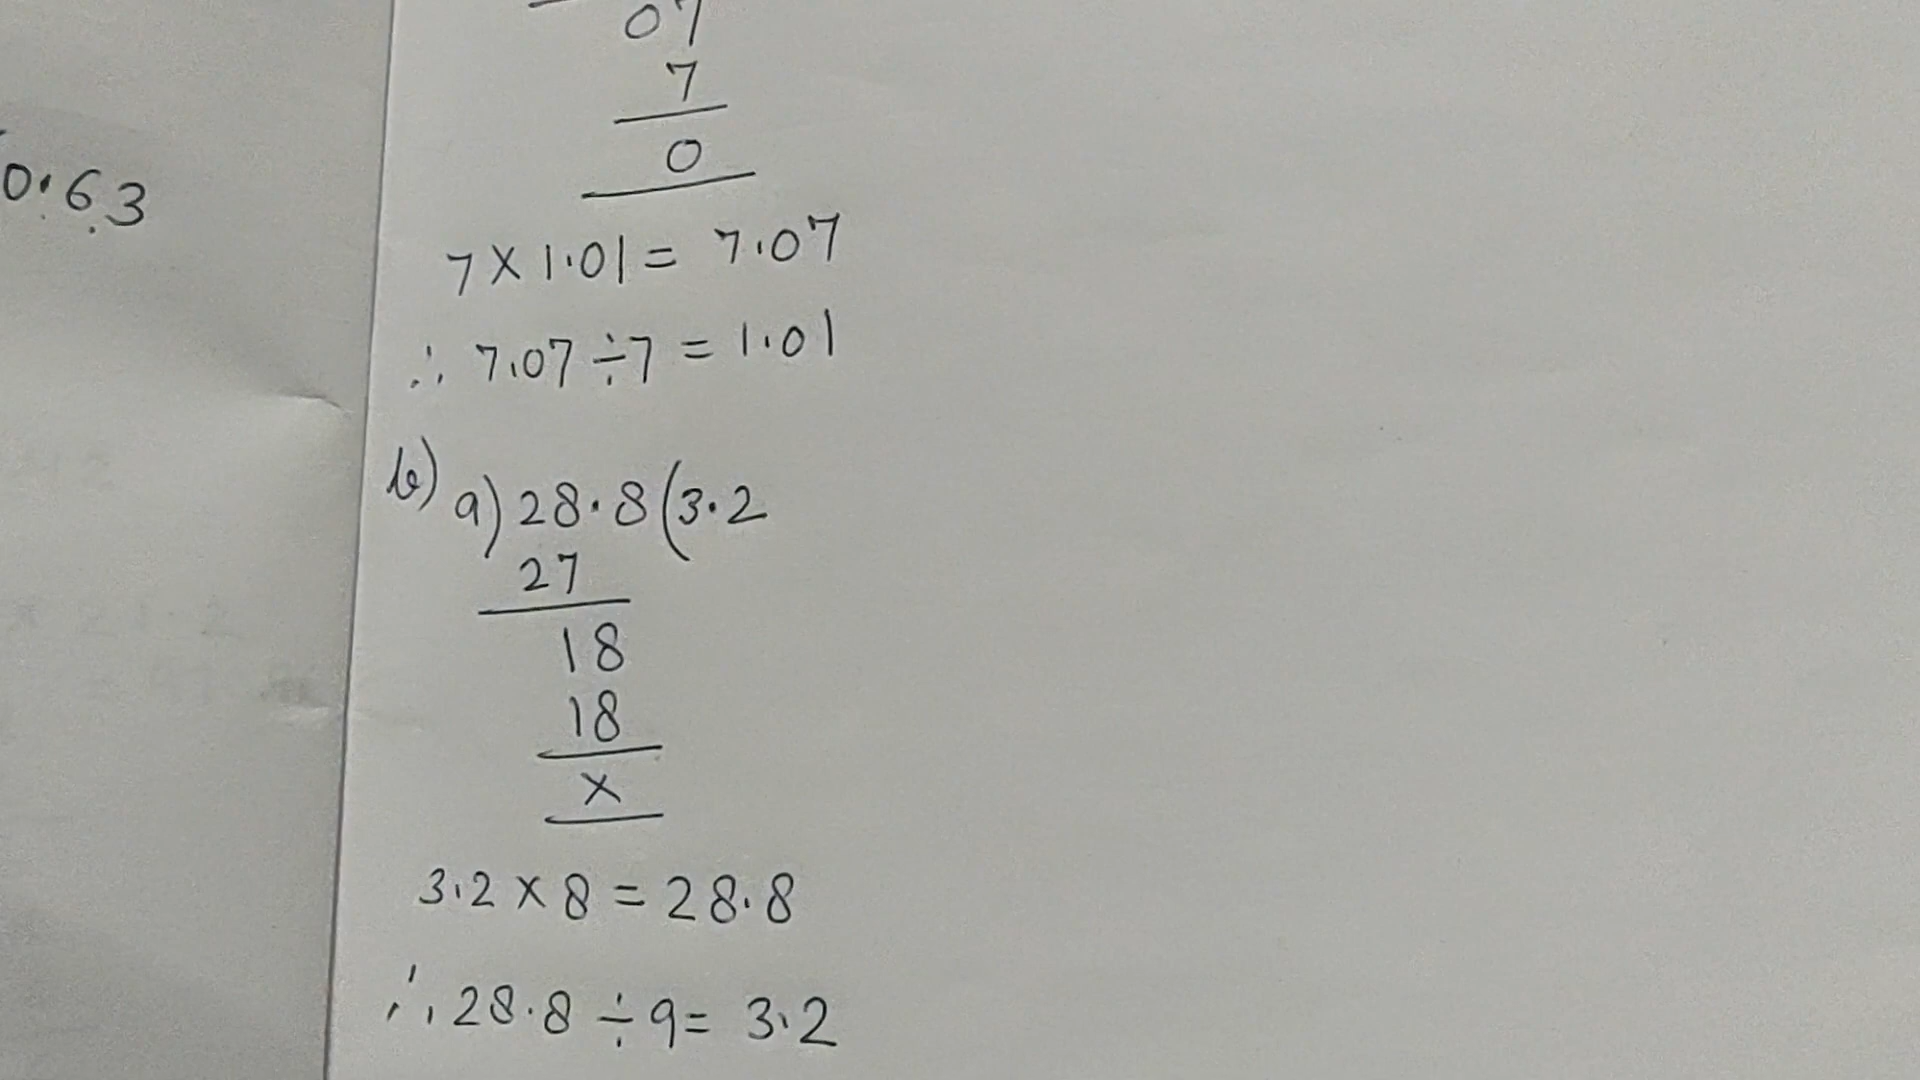 07
7
0
0.63
7 × 1.01 = 7.07
∴ 7.07 ÷ 7 = 1.01
b) 9) 28.8 (3.2
27
18
18
×
3.2 × 8 = 28.8
∴ 28.8 ÷ 9 = 3.2